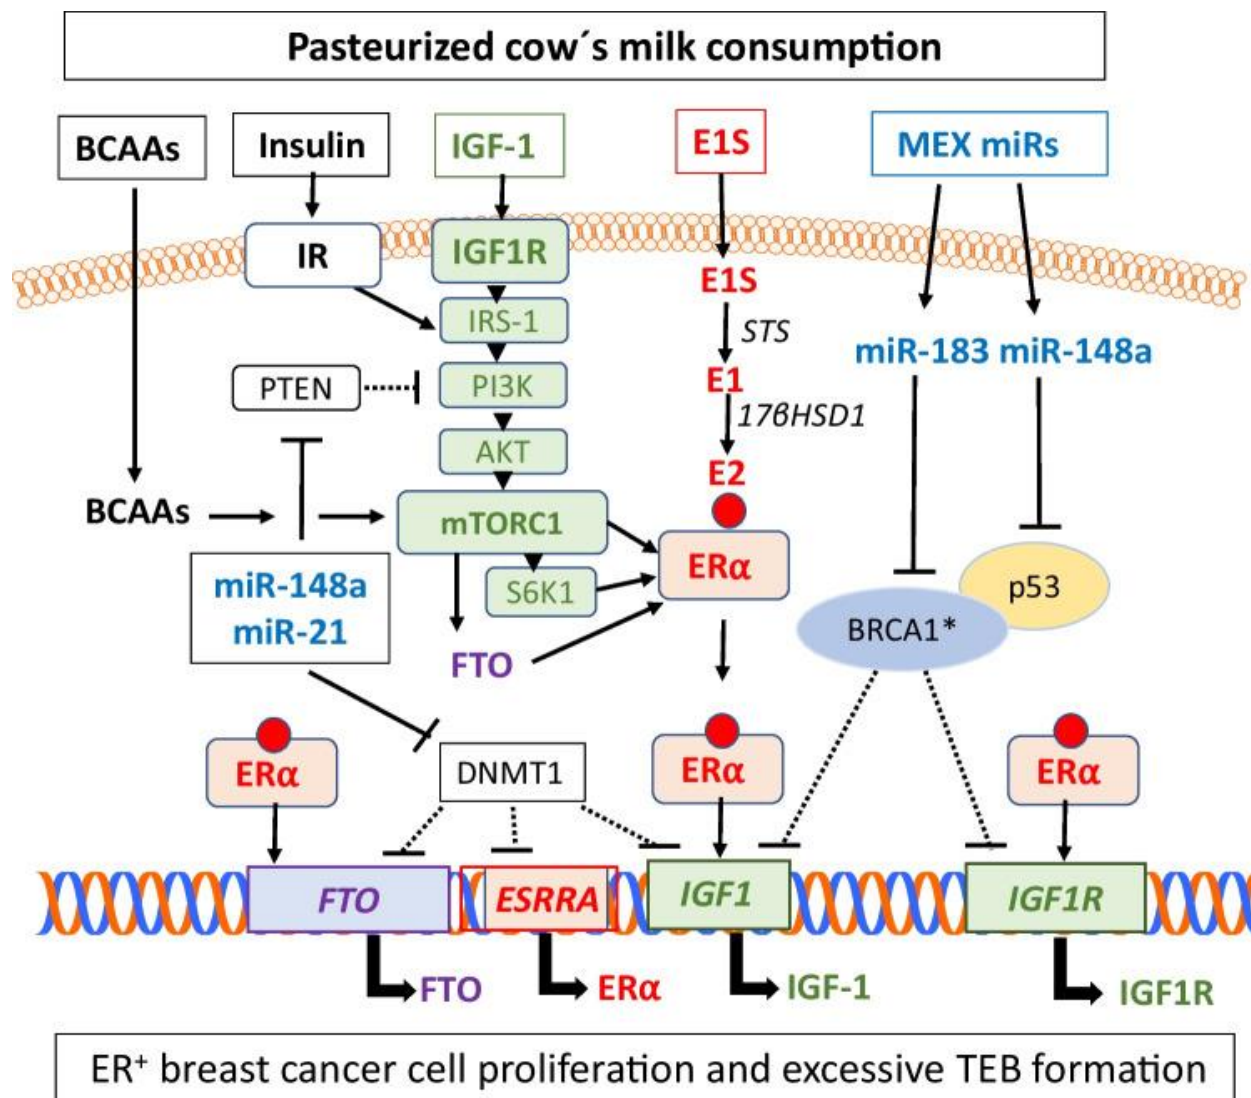 Pasteurized cow´s milk consumption
BCAAs
Insulin
IGF-1
E1S
MEX miRs
IR
IGF1R
E1S
IRS-1
STS
miR-183 miR-148a
PTEN
PI3K
E1
17βHSD1
AKT
E2
BCAAs
mTORC1
ERα
p53
miR-148a
miR-21
S6K1
BRCA1*
FTO
ERα
DNMT1
ERα
ERα
FTO
ESRRA
IGF1
IGF1R
FTO
ERα
IGF-1
IGF1R
ER⁺ breast cancer cell proliferation and excessive TEB formation